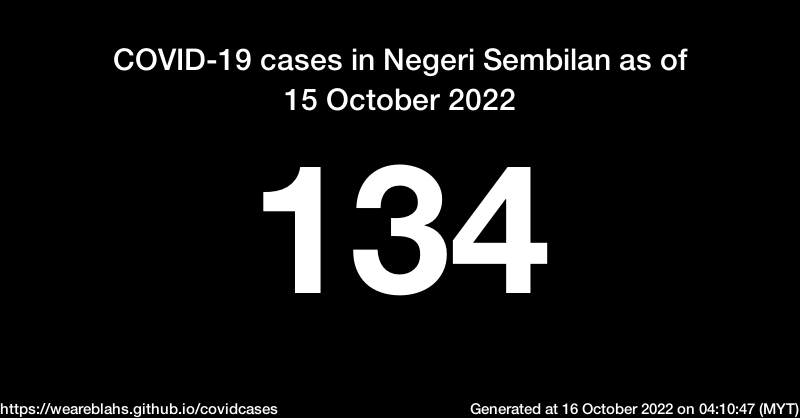 COVID-19 cases in Negeri Sembilan as of
15 October 2022
134
https://weareblahs.github.io/covidcases
Generated at 16 October 2022 on 04:10:47 (MYT)